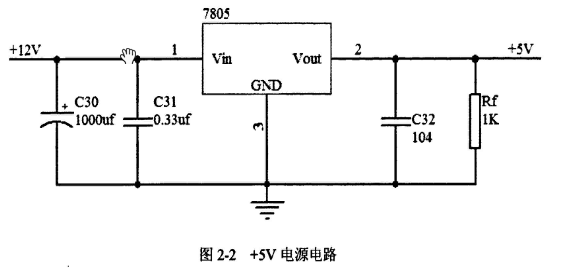 7805
+12V
1
Vin
Vout
2
+5V
GND
+
C30
1000uf
C31
0.33uf
3
C32
104
Rf
1K
图 2-2 +5V 电源电路